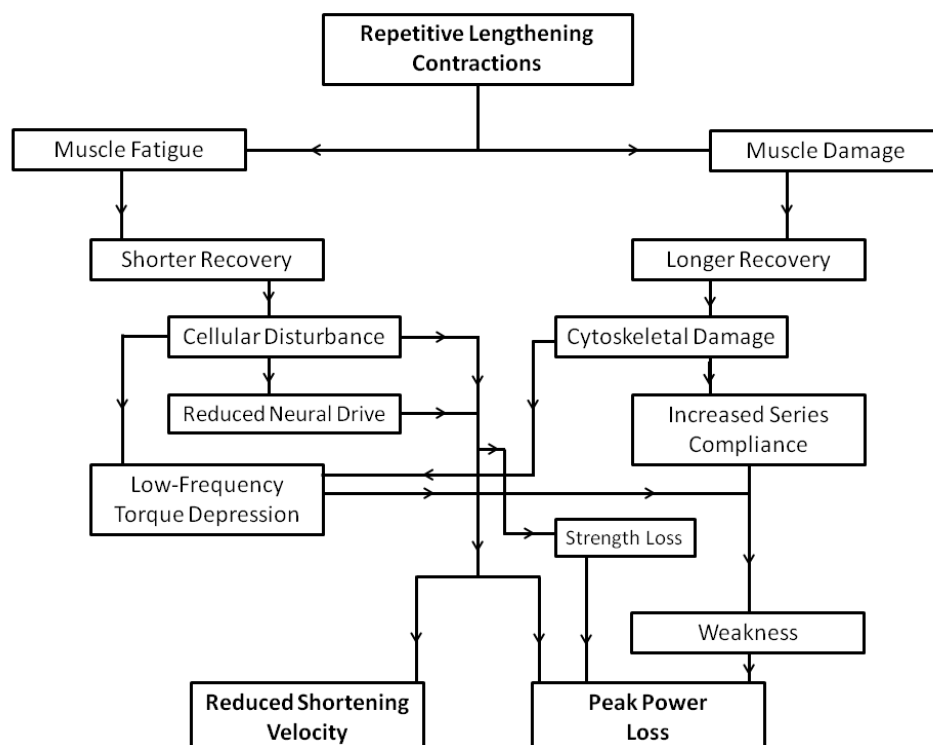 Repetitive Lengthening
Contractions
Muscle Fatigue
Muscle Damage
Shorter Recovery
Longer Recovery
Cellular Disturbance
Cytoskeletal Damage
Reduced Neural Drive
Increased Series
Compliance
Low-Frequency
Torque Depression
Strength Loss
Weakness
Reduced Shortening
Velocity
Peak Power
Loss